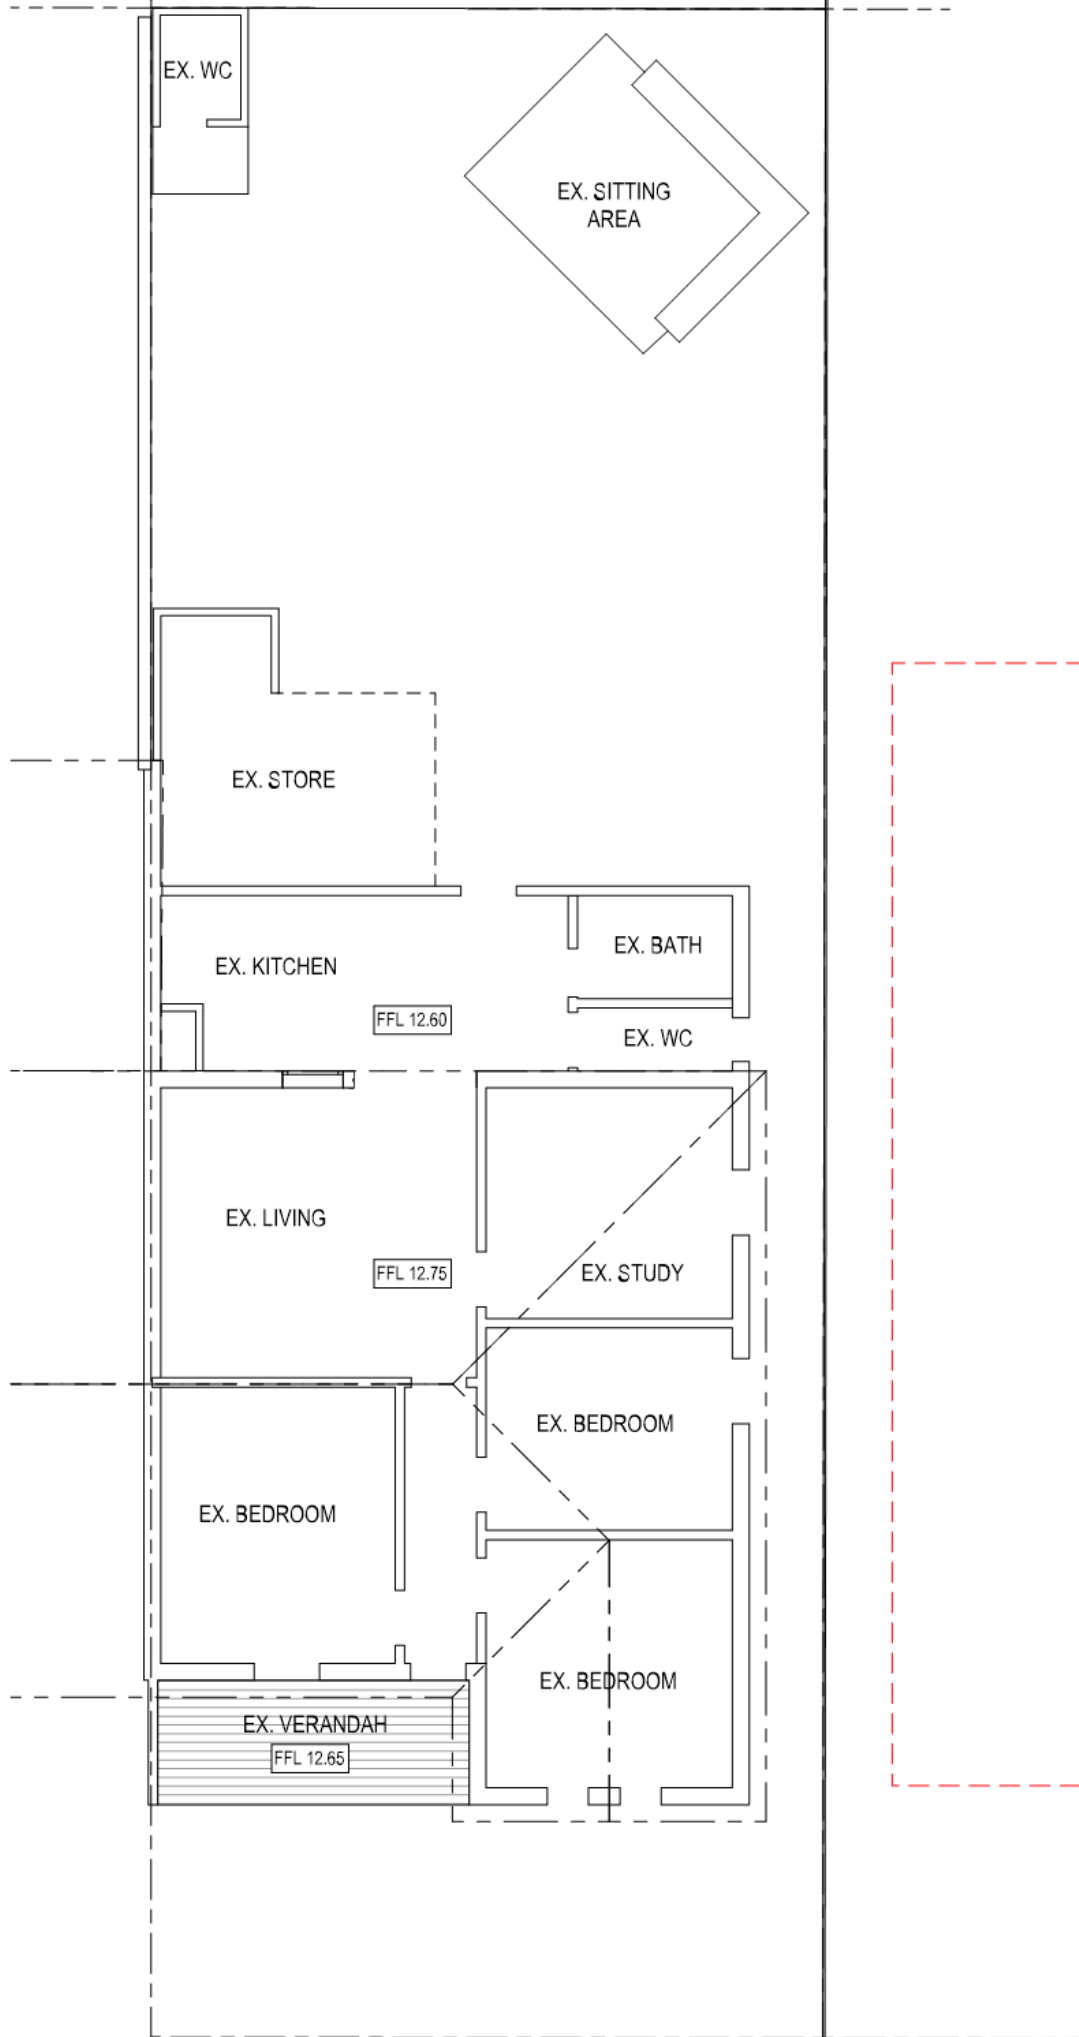 EX. WC
EX. SITTING
AREA
EX. STORE
EX. BATH
EX. KITCHEN
FFL 12.60
EX. WC
EX. LIVING
FFL 12.75
EX. STUDY
EX. BEDROOM
EX. BEDROOM
EX. BEDROOM
EX. VERANDAH
FFL 12.65